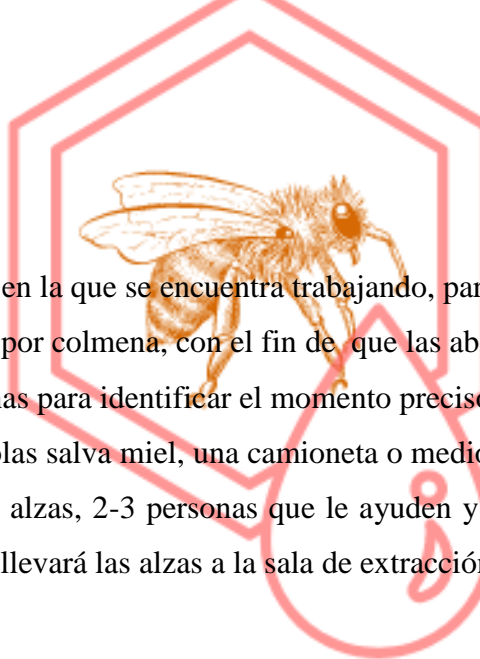 en la que se encuentra trabajando, par
por colmena, con el fin de que las ab
as para identificar el momento preciso
las salva miel, una camioneta o medio
alzas, 2-3 personas que le ayuden y
llevará las alzas a la sala de extracción